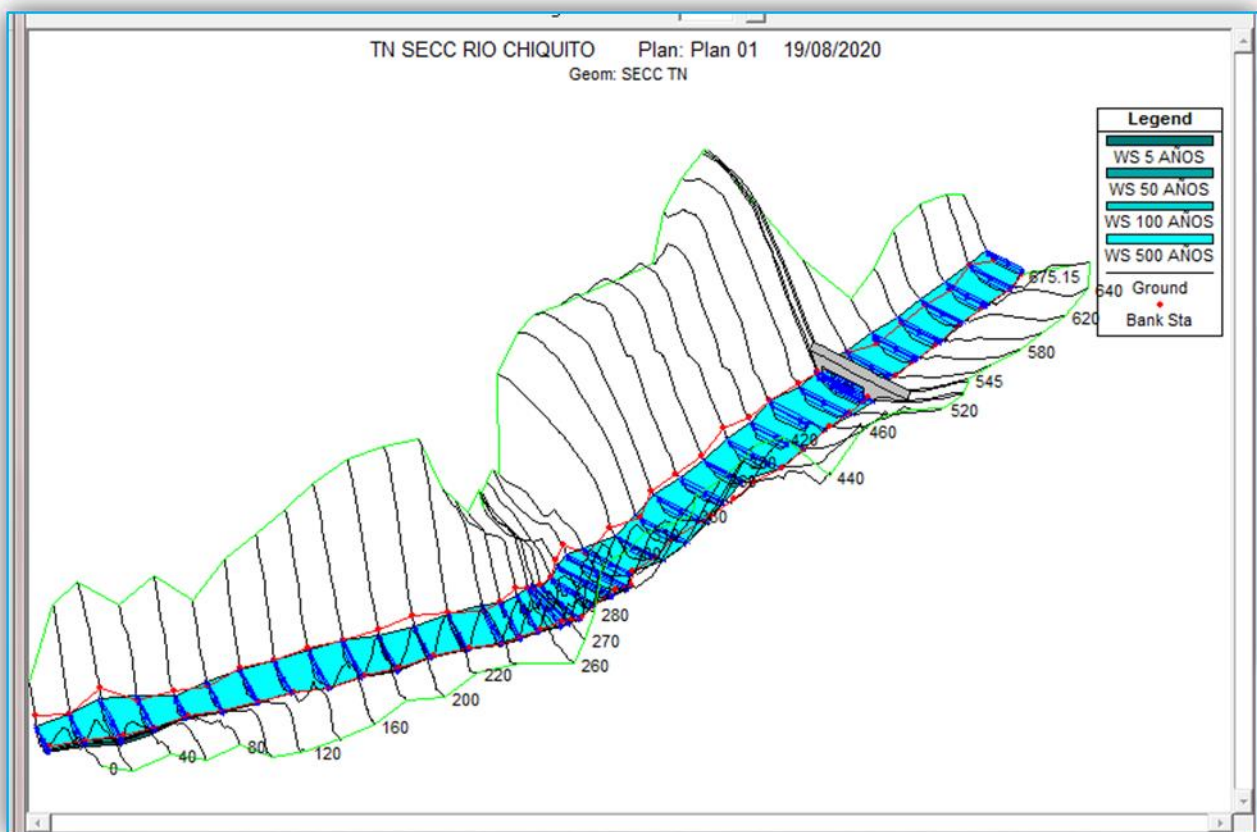 TN SECC RIO CHIQUITO Plan: Plan 01 19/08/2020
Geom: SECC TN
Legend
WS 5 AÑOS
WS 50 AÑOS
WS 100 AÑOS
WS 500 AÑOS
Ground
Bank Sta
675.15
640
620
580
545
520
460
420
440
280
270
260
220
200
160
120
80
40
0